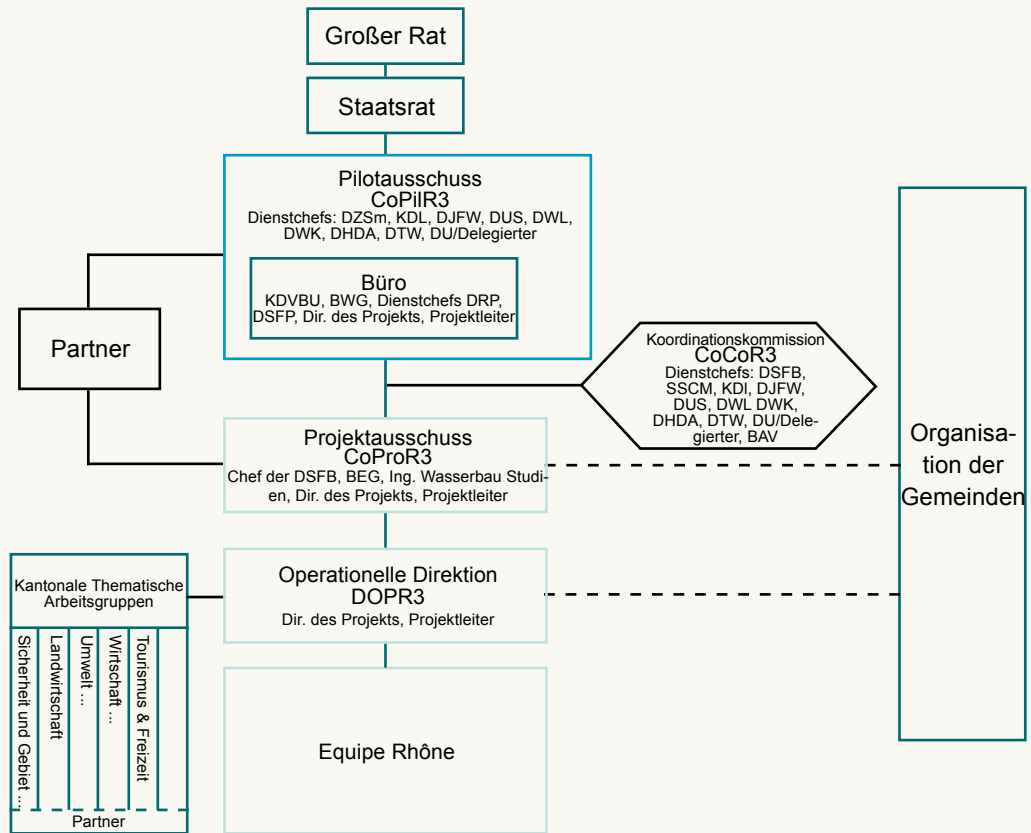 Großer Rat
Staatsrat
Pilotausschuss
CoPilR3
Dienstchefs: DZSm, KDL, DJFW, DUS, DWL,
DWK, DHDA, DTW, DU/Delegierter
Büro
KDVBU, BWG, Dienstchefs DRP,
DSFP, Dir. des Projekts, Projektleiter
Partner
Koordinationskommission
CoCoR3
Dienstchefs: DSFB,
SSCM, KDI, DJFW,
DUS, DWL DWK,
DHDA, DTW, DU/Dele-
gierter, BAV
Projektausschuss
CoProR3
Chef der DSFB, BEG, Ing. Wasserbau Studi-
en, Dir. des Projekts, Projektleiter
Organisa-
tion der
Gemeinden
Kantonale Thematische
Arbeitsgruppen
Sicherheit und Gebiet ....
Landwirtschaft
Umwelt ...
Wirtschaft ...
Tourismus & Freizeit
Partner
Operationelle Direktion
DOPR3
Dir. des Projekts, Projektleiter
Equipe Rhône